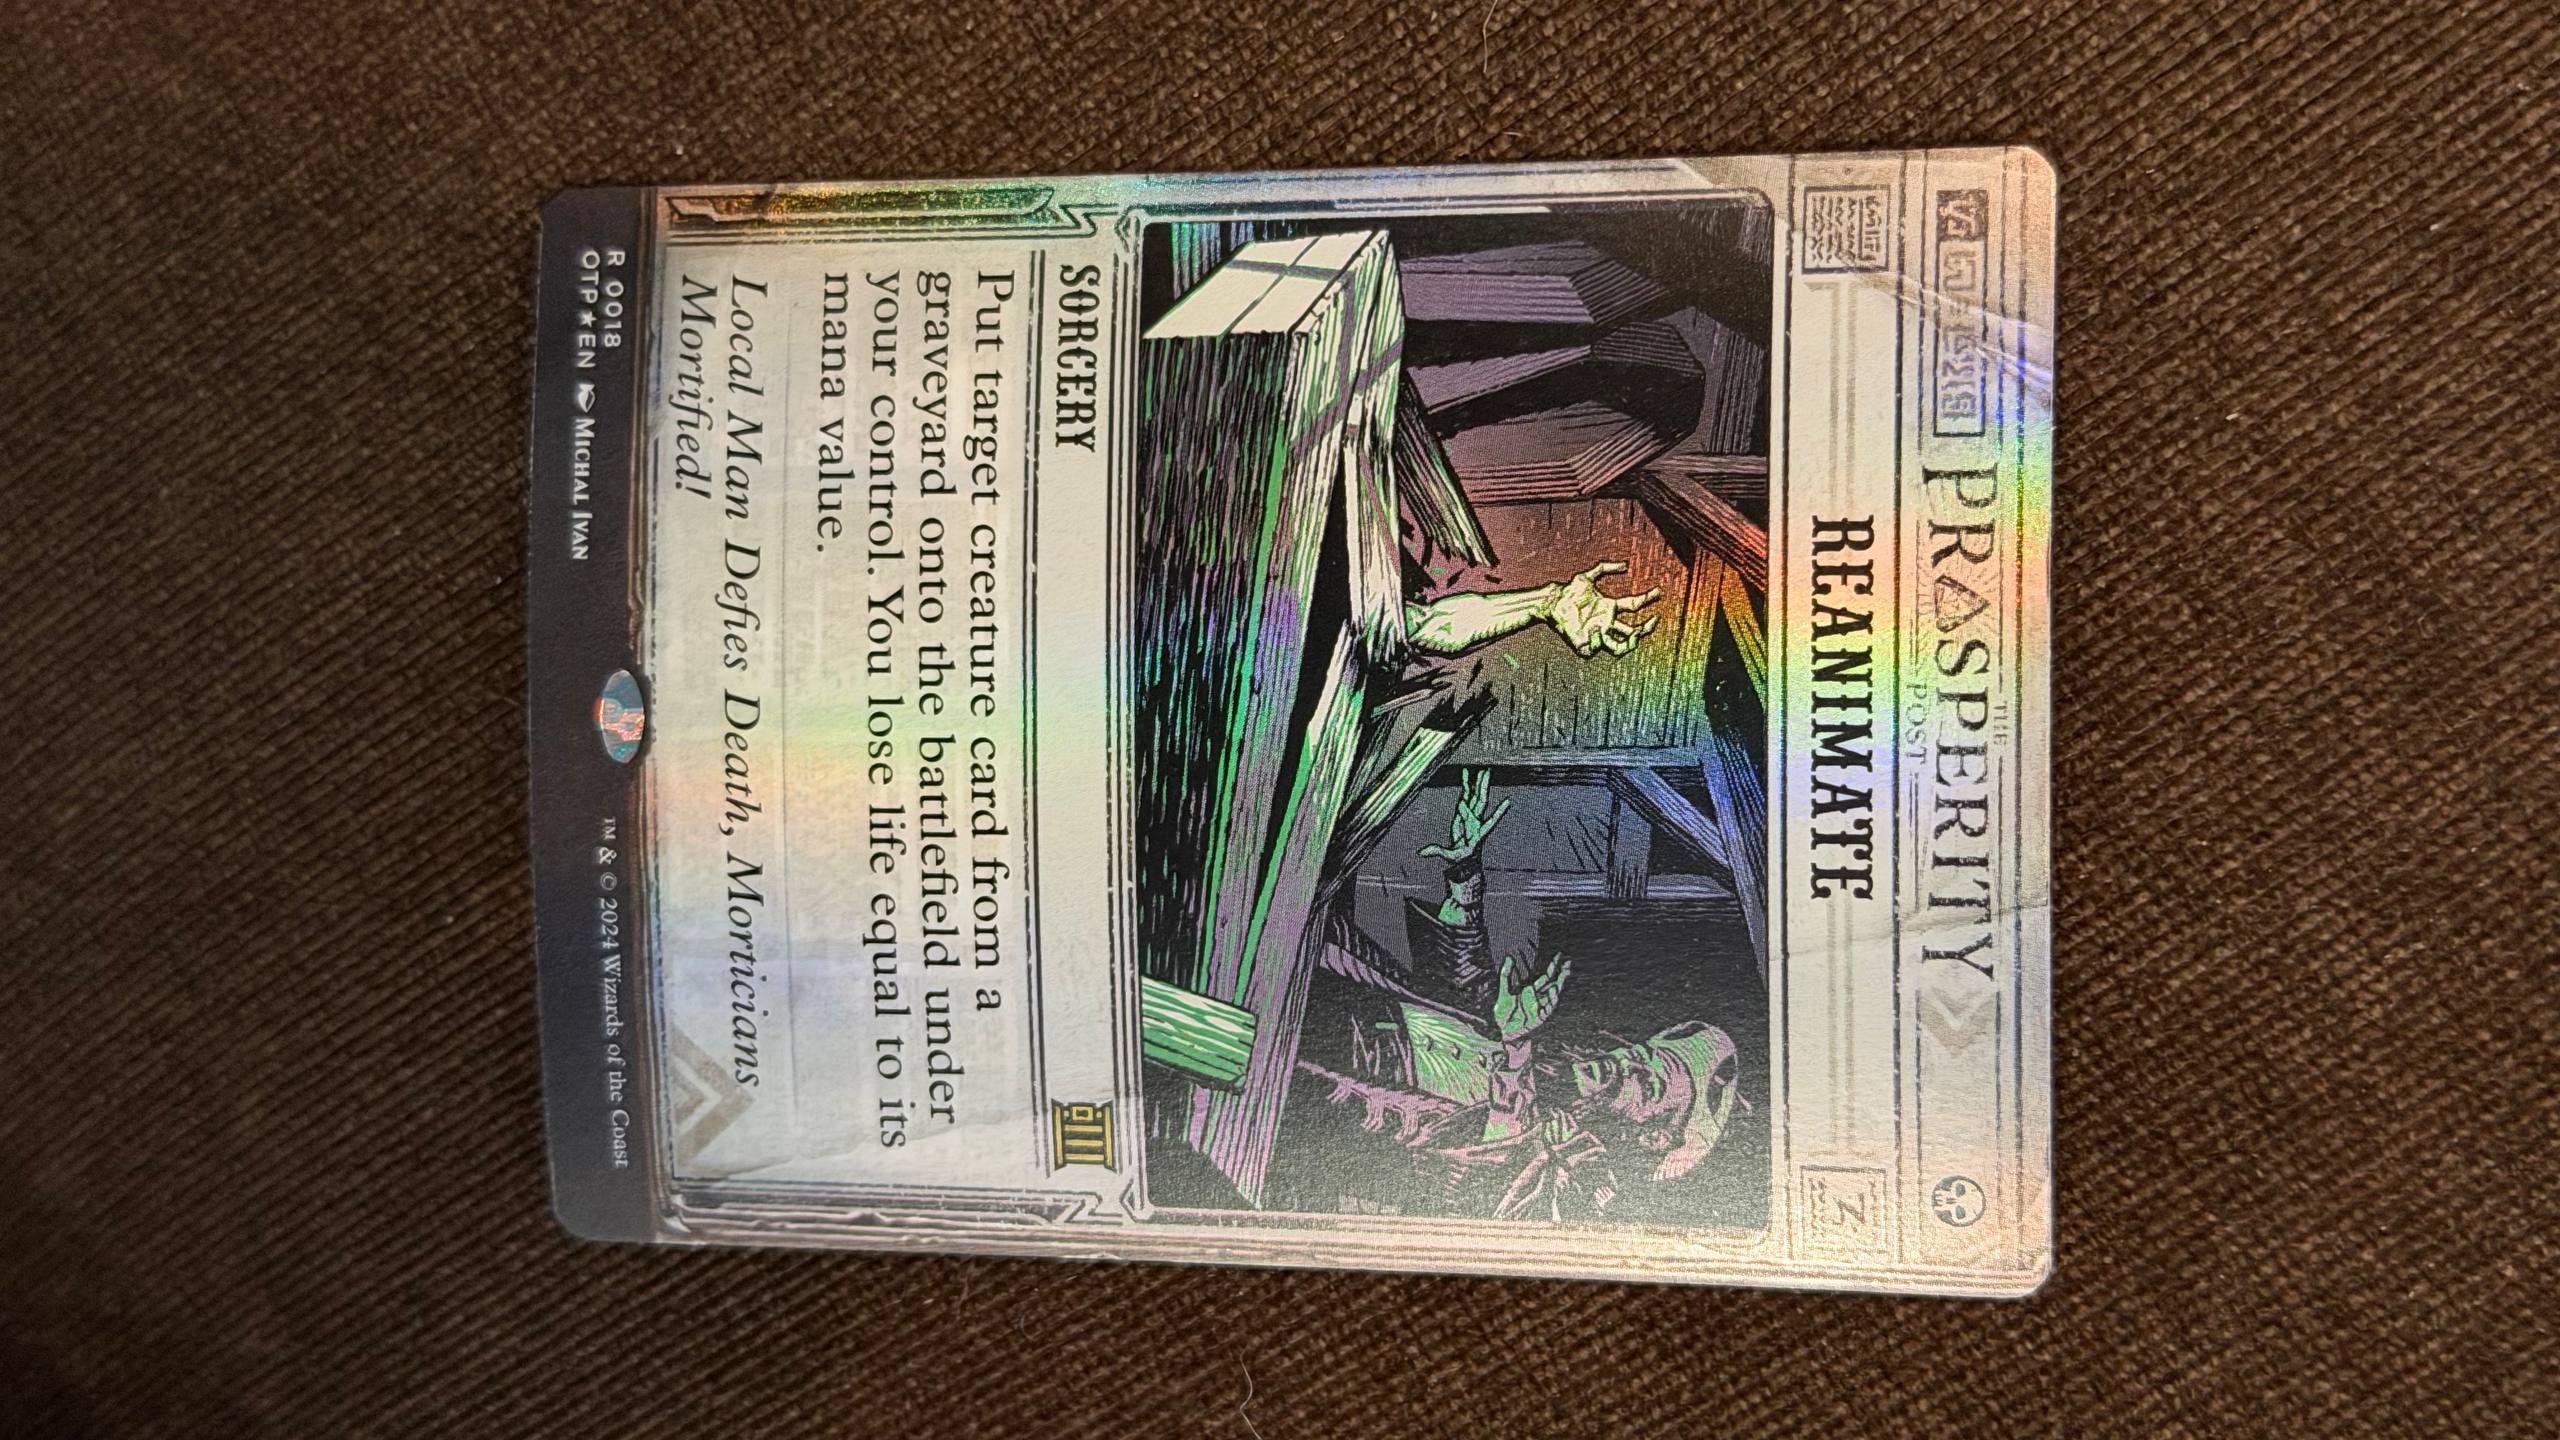 THE
PROSPERITY
POST
REANIMATE
SORCERY
Put target creature card from a
graveyard onto the battlefield under
your control. You lose life equal to its
mana value.
Local Man Defies Death, Morticians
Mortified!
R 0018
OTP★EN MICHAL IVAN
™ & © 2024 Wizards of the Coast